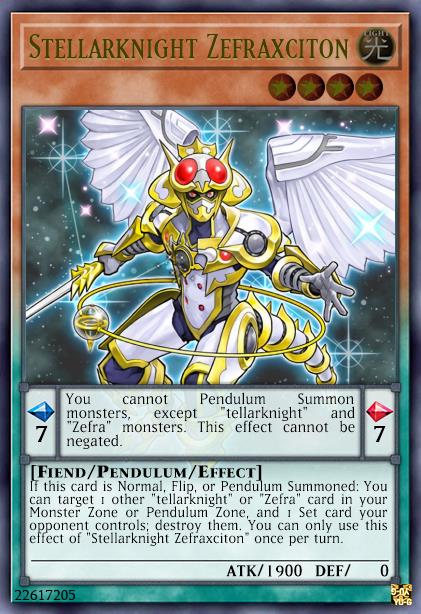 STELLARKNIGHT ZEFRAXCITON
LIGHT
光
You cannot Pendulum Summon
monsters, except "tellarknight" and
"Zefra" monsters. This effect cannot be
negated.
7
7
[FIEND/PENDULUM/EFFECT]
If this card is Normal, Flip, or Pendulum Summoned: You
can target 1 other "tellarknight" or "Zefra" card in your
Monster Zone or Pendulum Zone, and 1 Set card your
opponent controls; destroy them. You can only use this
effect of "Stellarknight Zefraxciton" once per turn.
ATK/1900 DEF/ 0
22617205